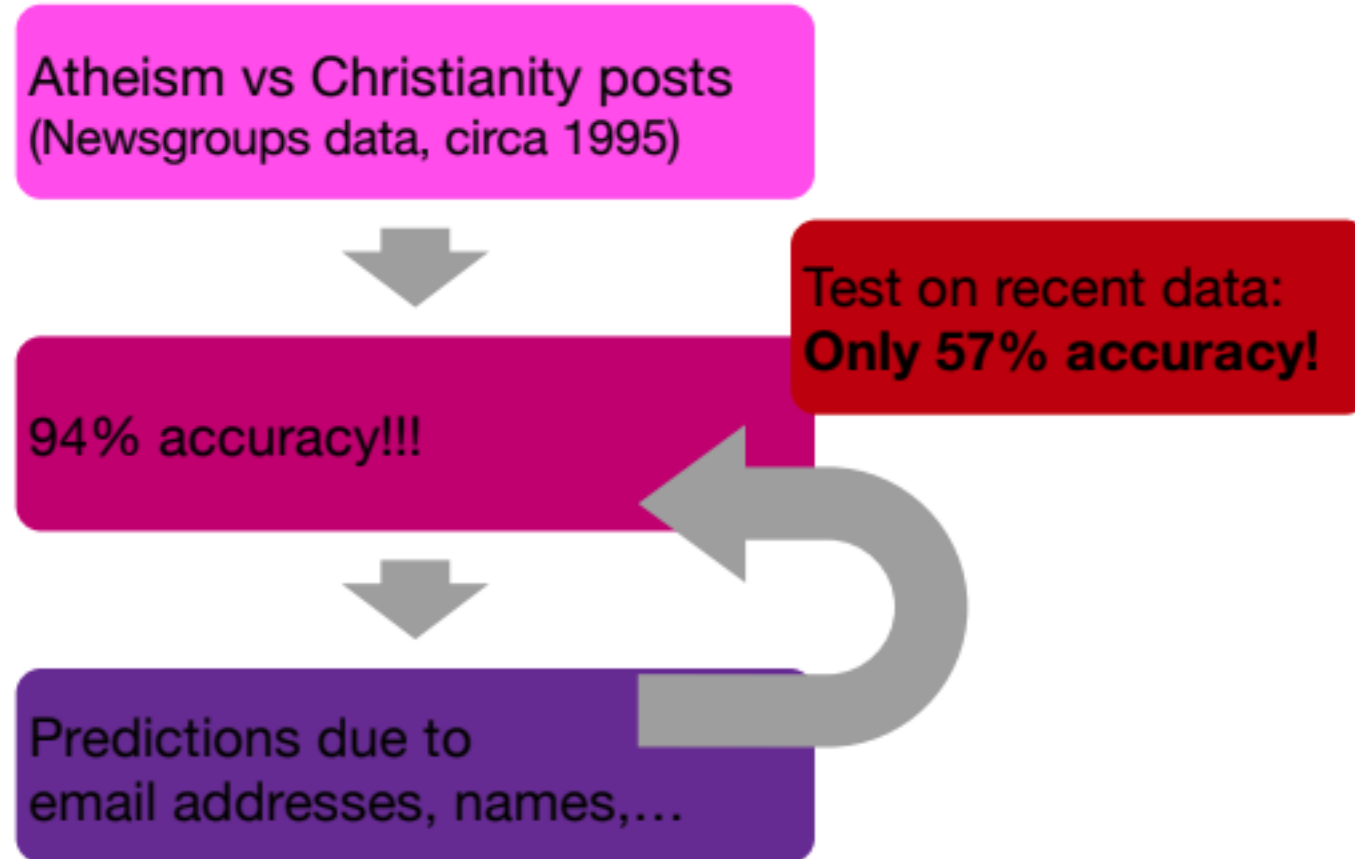 Atheism vs Christianity posts
(Newsgroups data, circa 1995)
Test on recent data:
Only 57% accuracy!
94% accuracy!!!
Predictions due to
email addresses, names,…